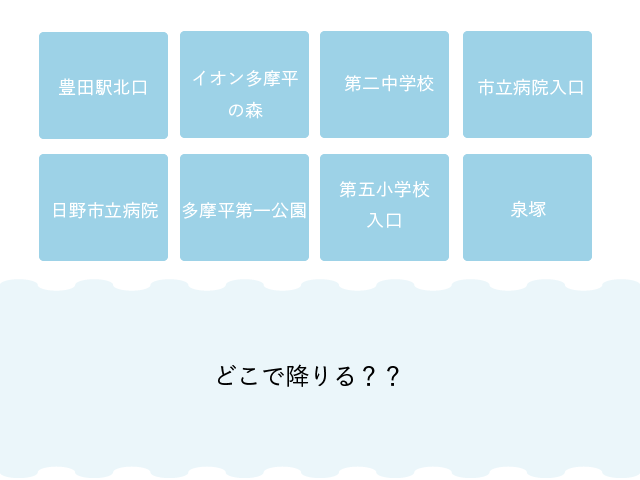 豊田駅北口
イオン多摩平
の森
第二中学校
市立病院入口
日野市立病院
多摩平第一公園
第五小学校
入口
泉塚
どこで降りる？？